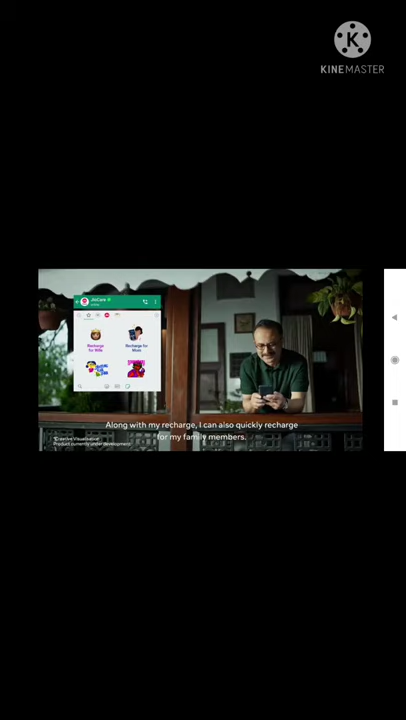 K
KINEMASTER
JioCare
Recharge
for Wife
Recharge for
Mom
Along with my recharge, I can also quickly recharge
for my family members.
*Creative Visualisation
Product currently under development